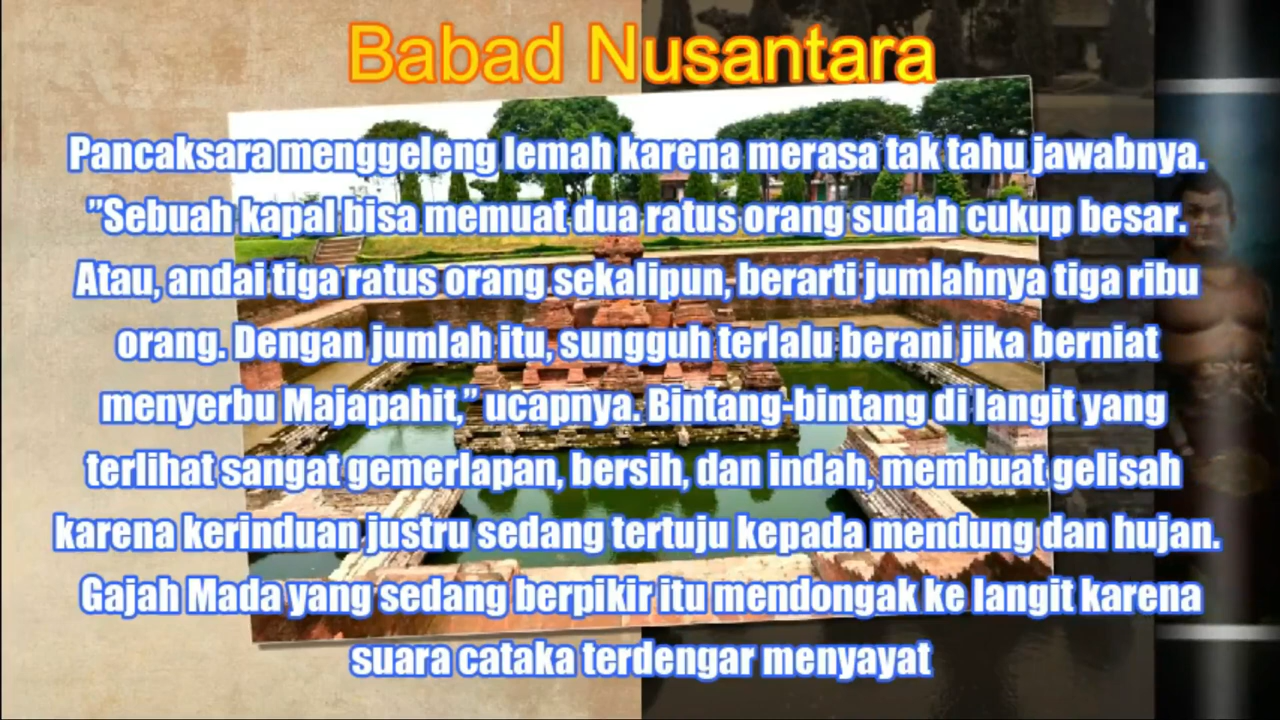 Babad Nusantara
Pancaksara menggeleng lemah karena merasa tak tahu jawabnya.
”Sebuah kapal bisa memuat dua ratus orang sudah cukup besar.
Atau, andai tiga ratus orang sekalipun, berarti jumlahnya tiga ribu
orang. Dengan jumlah itu, sungguh terlalu berani jika berniat
menyerbu Majapahit,” ucapnya. Bintang-bintang di langit yang
terlihat sangat gemerlapan, bersih, dan indah, membuat gelisah
karena kerinduan justru sedang tertuju kepada mendung dan hujan.
Gajah Mada yang sedang berpikir itu mendongak ke langit karena
suara cataka terdengar menyayat